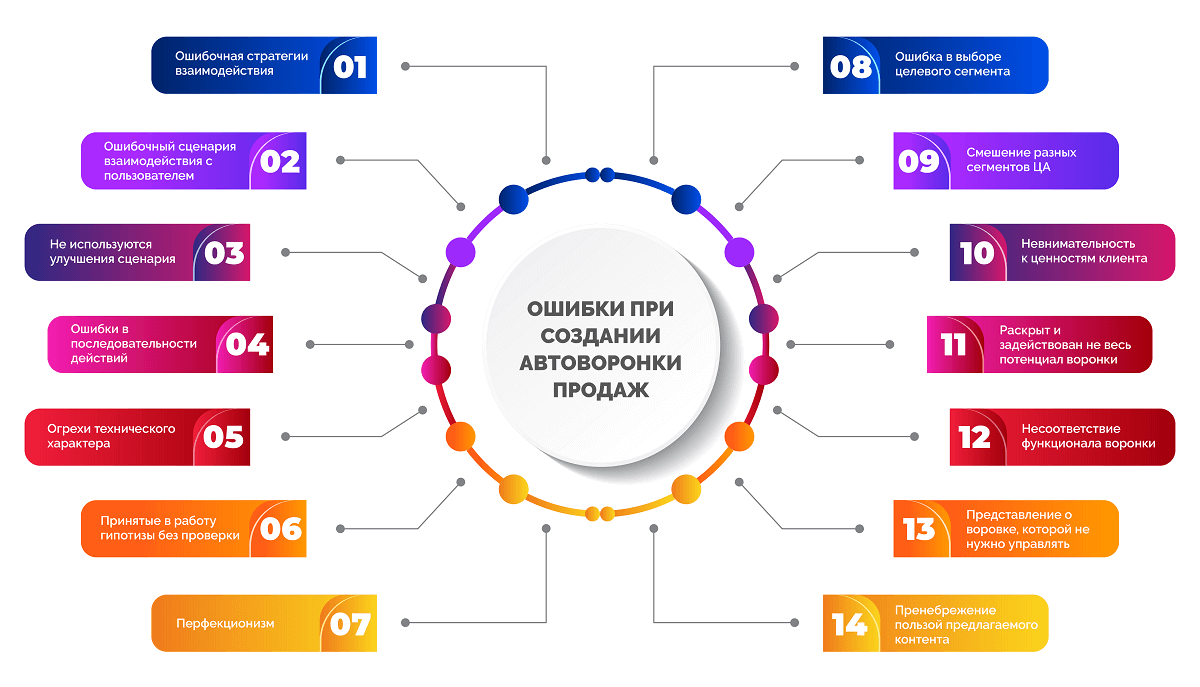 ОШИБКИ ПРИ
СОЗДАНИИ
АВТОВОРОНКИ
ПРОДАЖ
Ошибочная стратегии
взаимодействия
01
Ошибочный сценария
взаимодействия с
пользователем
02
Не используются
улучшения сценария
03
Ошибки в
последовательности
действий
04
Огрехи технического
характера
05
Принятые в работу
гипотизы без проверки
06
Перфекционизм
07
08
Ошибка в выборе
целевого сегмента
09
Смешение разных
сегментов ЦА
10
Невнимательность
к ценностям клиента
11
Раскрыт и
задействован не весь
потенциал воронки
12
Несоответствие
функционала воронки
13
Представление о
воровке, которой не
нужно управлять
14
Пренебрежение
пользой предлагаемого
контента